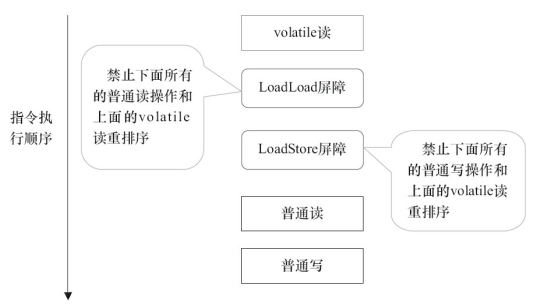 volatile读
禁止下面所有
的普通读操作和
上面的volatile
读重排序
LoadLoad屏障
指令执
行顺序
LoadStore屏障
禁止下面所有
的普通写操作和
上面的volatile读
重排序
普通读
普通写